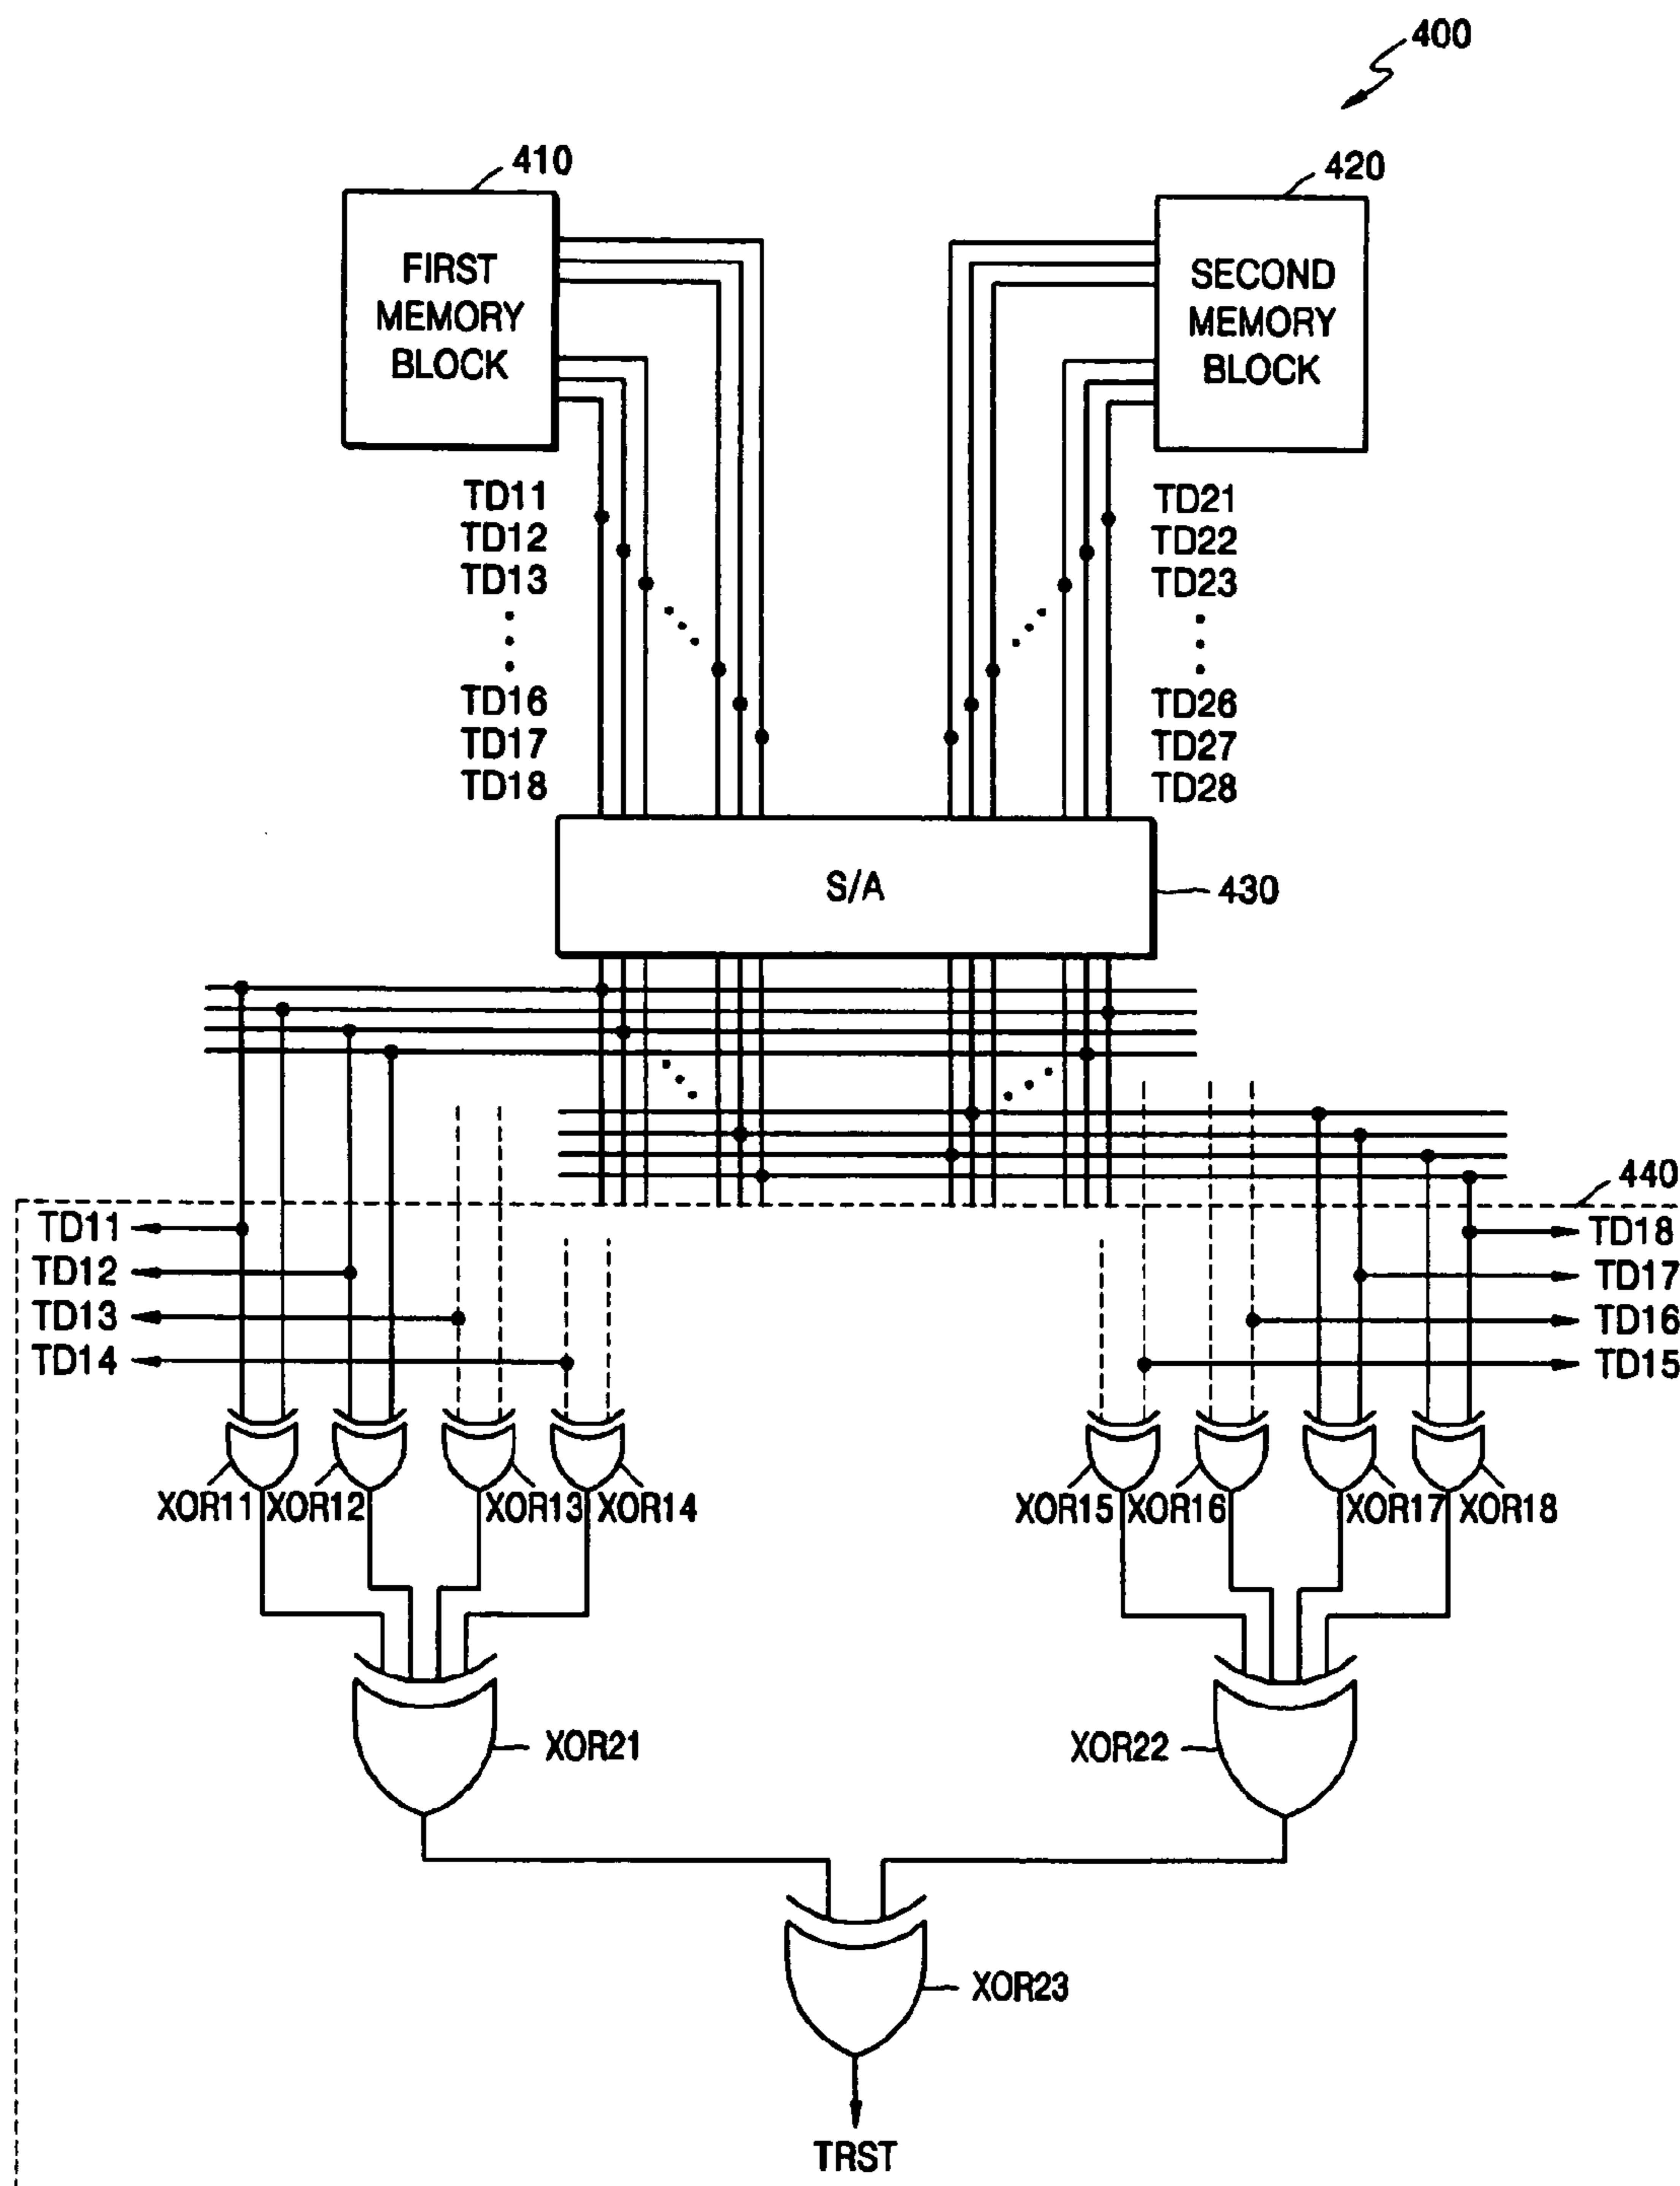 400
410
420
FIRST
MEMORY
BLOCK
SECOND
MEMORY
BLOCK
TD11
TD12
TD13
TD16
TD17
TD18
TD21
TD22
TD23
TD26
TD27
TD28
S/A
430
440
TD11
TD12
TD13
TD14
TD18
TD17
TD16
TD15
XOR11 XOR12 XOR13 XOR14
XOR15 XOR16 XOR17 XOR18
XOR21
XOR22
XOR23
TRST